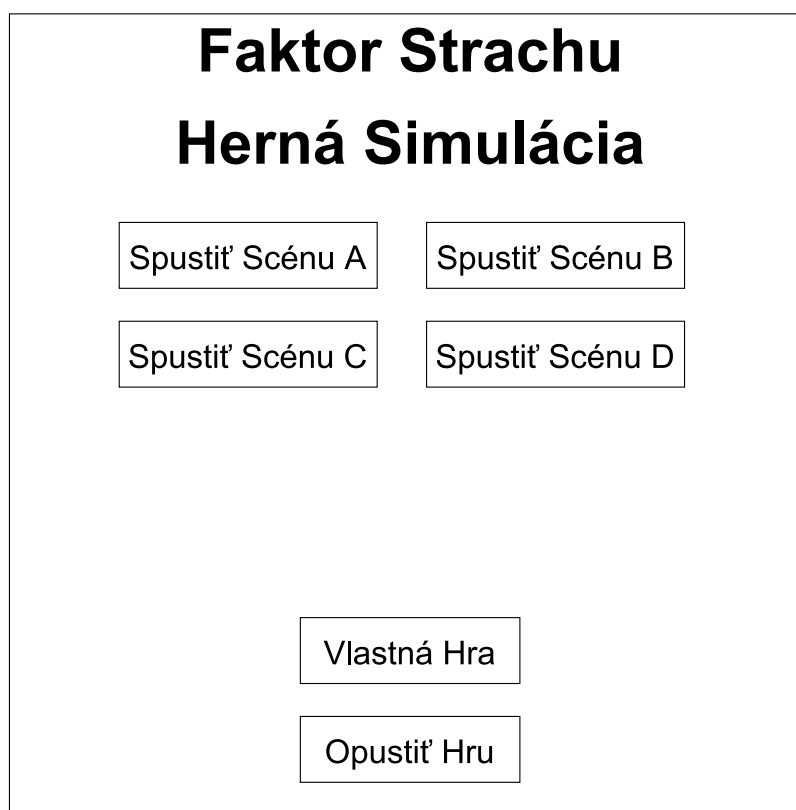 Faktor Strachu
Herná Simulácia
Spustiť Scénu A
Spustiť Scénu B
Spustiť Scénu C
Spustiť Scénu D
Vlastná Hra
Opustiť Hru